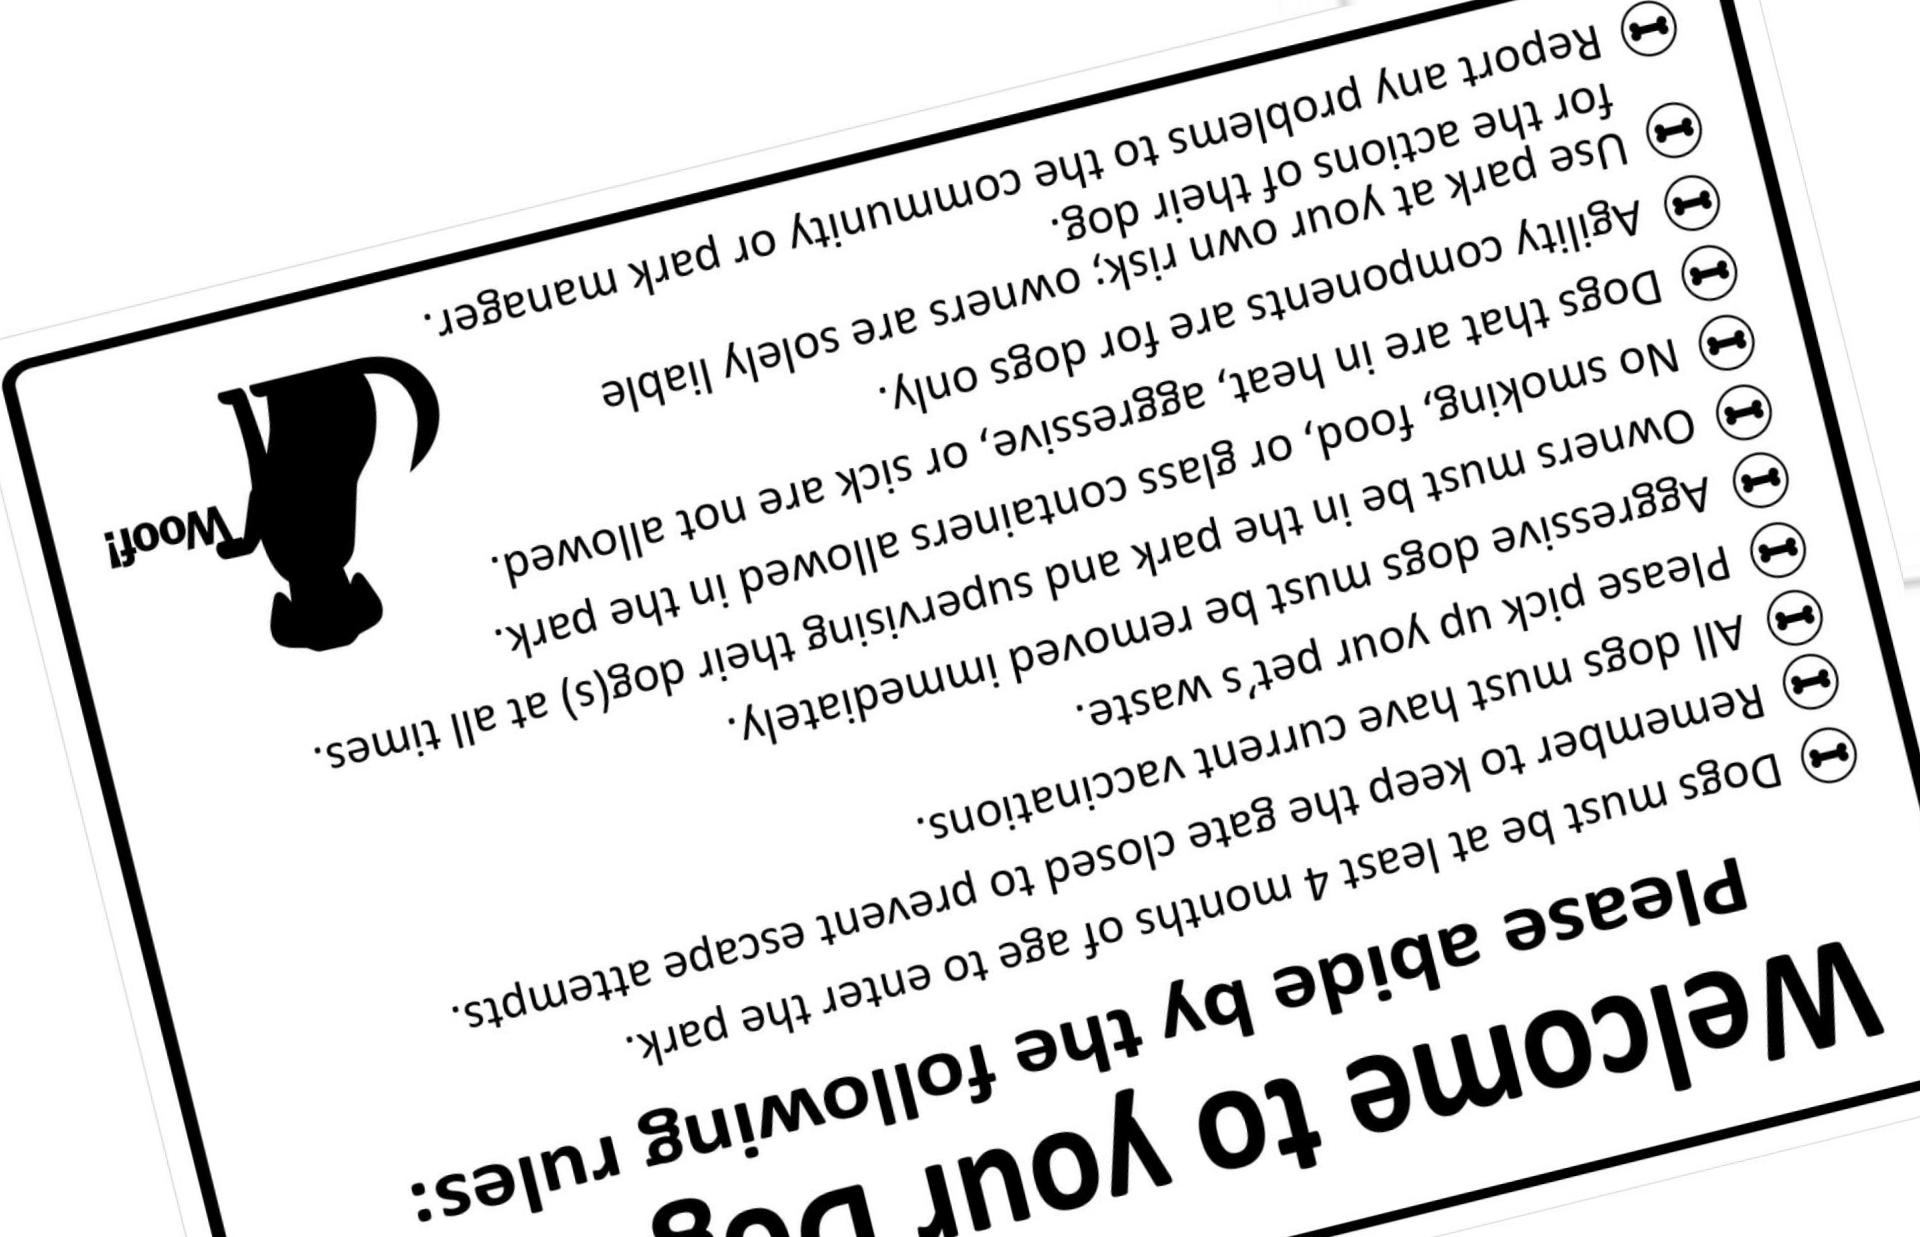 Welcome to your Dog
Please abide by the following rules:
Dogs must be at least 4 months of age to enter the park.
Remember to keep the gate closed to prevent escape attempts.
All dogs must have current vaccinations.
Please pick up your pet's waste.
Aggressive dogs must be removed immediately.
Owners must be in the park and supervising their dog(s) at all times.
No smoking, food, or glass containers allowed in the park.
Dogs that are in heat, aggressive, or sick are not allowed.
Agility components are for dogs only.
Use park at your own risk; owners are solely liable
for the actions of their dog.
Report any problems to the community or park manager.
Woof!